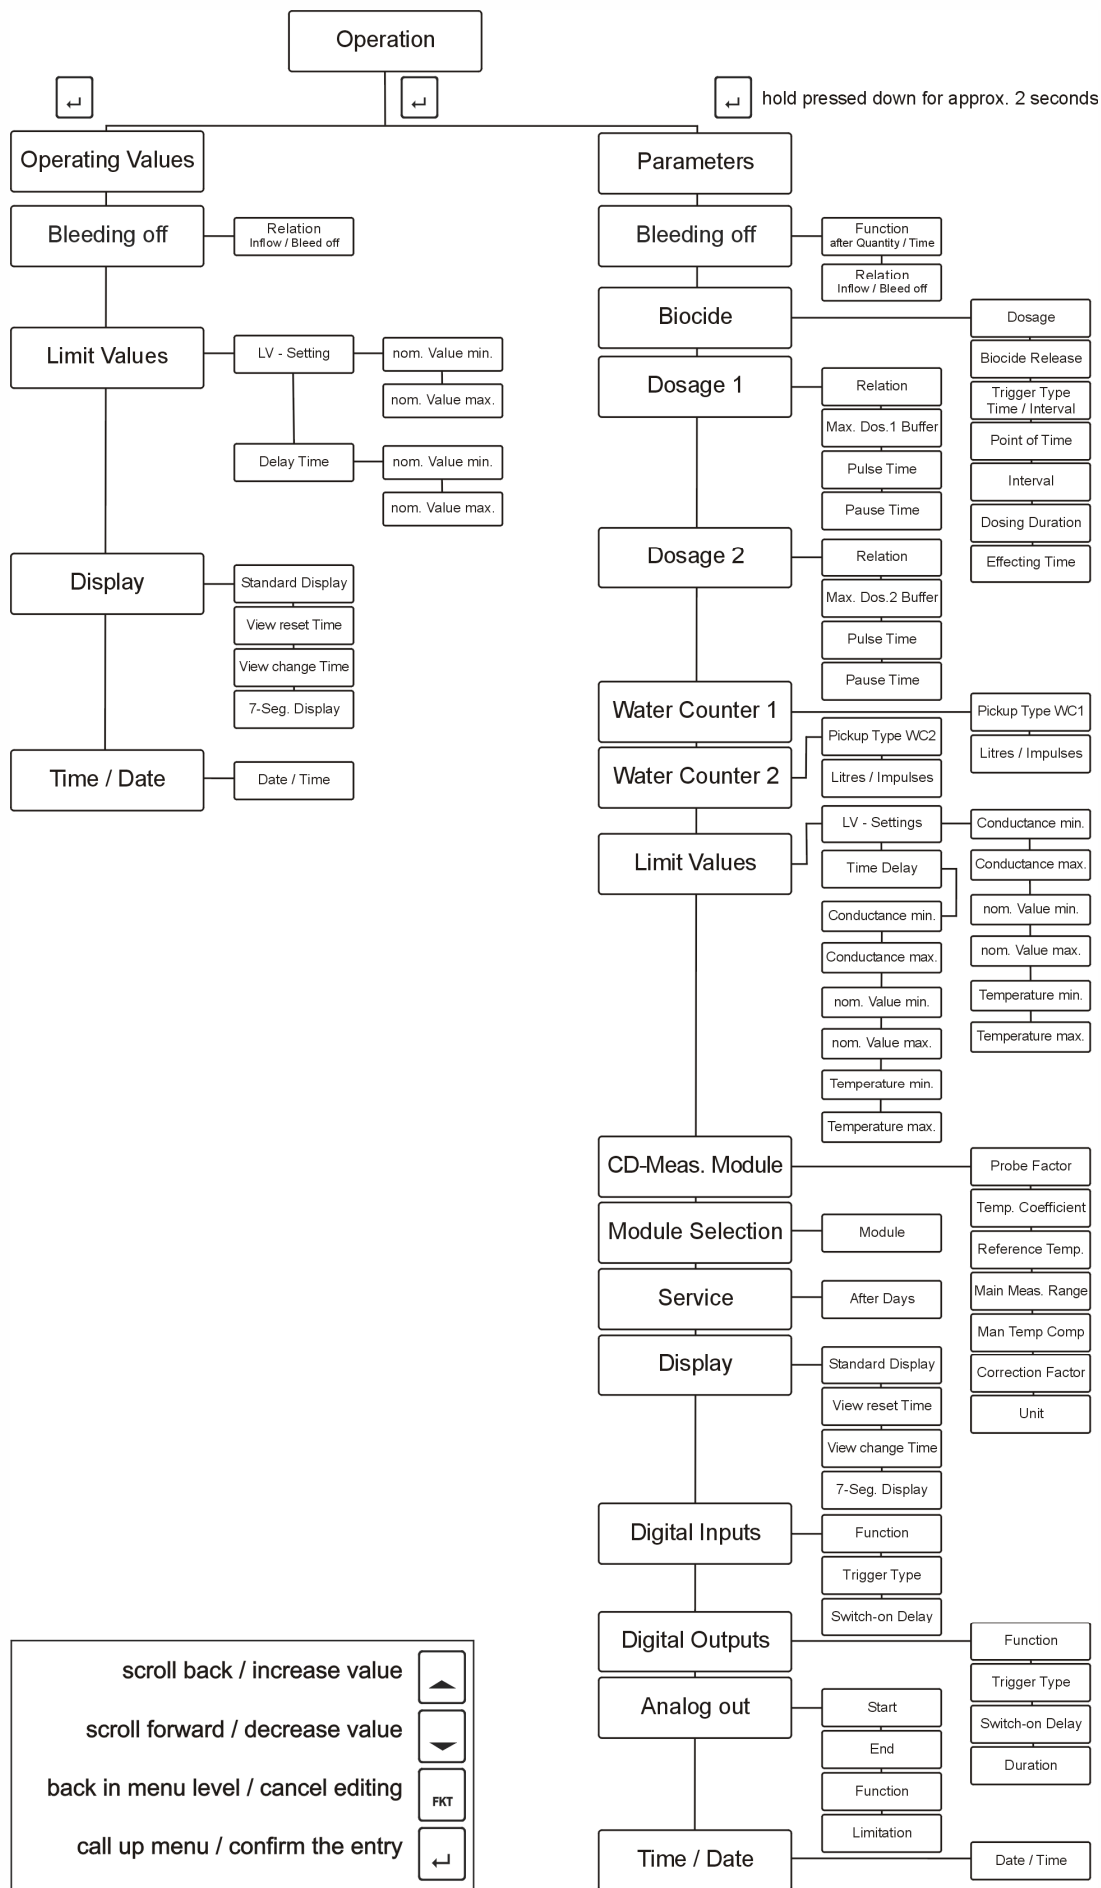 Operation
↵
↵
↵
hold pressed down for approx. 2 seconds
Operating Values
Bleeding off
Relation
Inflow / Bleed off
Limit Values
LV - Setting
nom. Value min.
nom. Value max.
Delay Time
nom. Value min.
nom. Value max.
Display
Standard Display
View reset Time
View change Time
7-Seg. Display
Time / Date
Date / Time
Parameters
Bleeding off
Function
after Quantity / Time
Relation
Inflow / Bleed off
Biocide
Dosage
Biocide Release
Trigger Type
Time / Interval
Point of Time
Interval
Dosing Duration
Effecting Time
Dosage 1
Relation
Max. Dos.1 Buffer
Pulse Time
Pause Time
Dosage 2
Relation
Max. Dos.2 Buffer
Pulse Time
Pause Time
Water Counter 1
Pickup Type WC1
Litres / Impulses
Water Counter 2
Pickup Type WC2
Litres / Impulses
Limit Values
LV - Settings
Conductance min.
Conductance max.
nom. Value min.
nom. Value max.
Temperature min.
Temperature max.
Time Delay
Conductance min.
Conductance max.
nom. Value min.
nom. Value max.
Temperature min.
Temperature max.
CD-Meas. Module
Probe Factor
Temp. Coefficient
Reference Temp.
Main Meas. Range
Man Temp Comp
Correction Factor
Unit
Module Selection
Module
Service
After Days
Display
Standard Display
View reset Time
View change Time
7-Seg. Display
Digital Inputs
Function
Trigger Type
Switch-on Delay
Digital Outputs
Function
Trigger Type
Switch-on Delay
Duration
Analog out
Start
End
Function
Limitation
Time / Date
Date / Time
scroll back / increase value
scroll forward / decrease value
back in menu level / cancel editing
FKT
call up menu / confirm the entry
↵